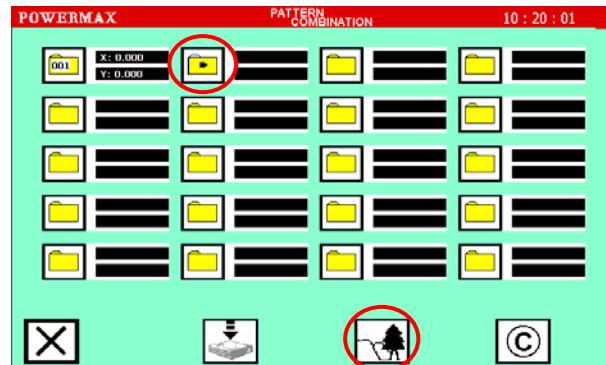 POWERMAX
PATTERN
COMBINATION
10 : 20 : 01
001
X: 0.000
Y: 0.000
©